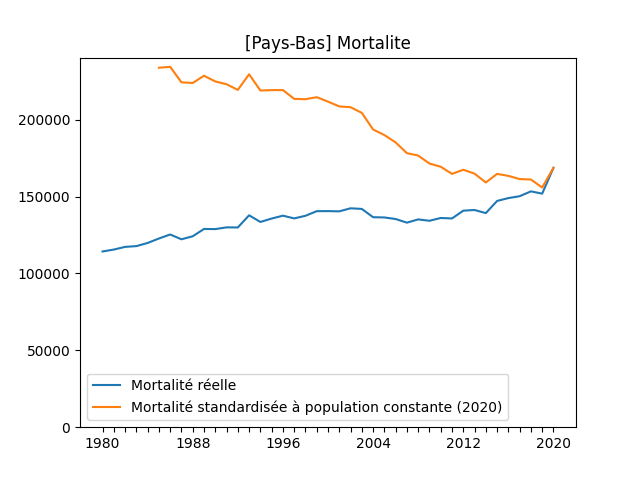 [Pays-Bas] Mortalite
200000
150000
100000
50000
0
Mortalité réelle
Mortalité standardisée à population constante (2020)
1980 1988 1996 2004 2012 2020